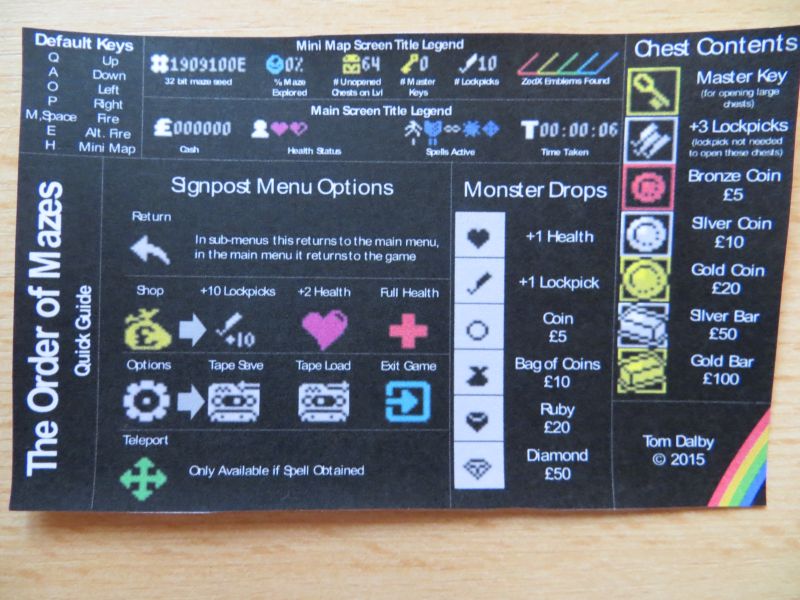 Default Keys
Q Up
A Down
O Left
P Right
M,Space Fire
E Alt. Fire
H Mini Map
Mini Map Screen Title Legend
#1909100E 0% 64 0 10
32 bit maze seed
% Maze
Explored
# Unopened
Chests on Lvl
# Master
Keys
# Lockpicks
ZedX Emblems Found
Main Screen Title Legend
£000000 T00:00:06
Cash
Health Status
Spells Active
Time Taken
The Order of Mazes
Quick Guide
Signpost Menu Options
Return
In sub-menus this returns to the main menu,
in the main menu it returns to the game
Shop +10 Lockpicks +2 Health Full Health
£ +10
Options Tape Save Tape Load Exit Game
Teleport
Only Available if Spell Obtained
Monster Drops
+1 Health
+1 Lockpick
Coin
£5
Bag of Coins
£10
Ruby
£20
Diamond
£50
Chest Contents
Master Key
(for opening large
chests)
+3 Lockpicks
(lockpick not needed
to open these chests)
Bronze Coin
£5
Silver Coin
£10
Gold Coin
£20
Silver Bar
£50
Gold Bar
£100
Tom Dalby
© 2015